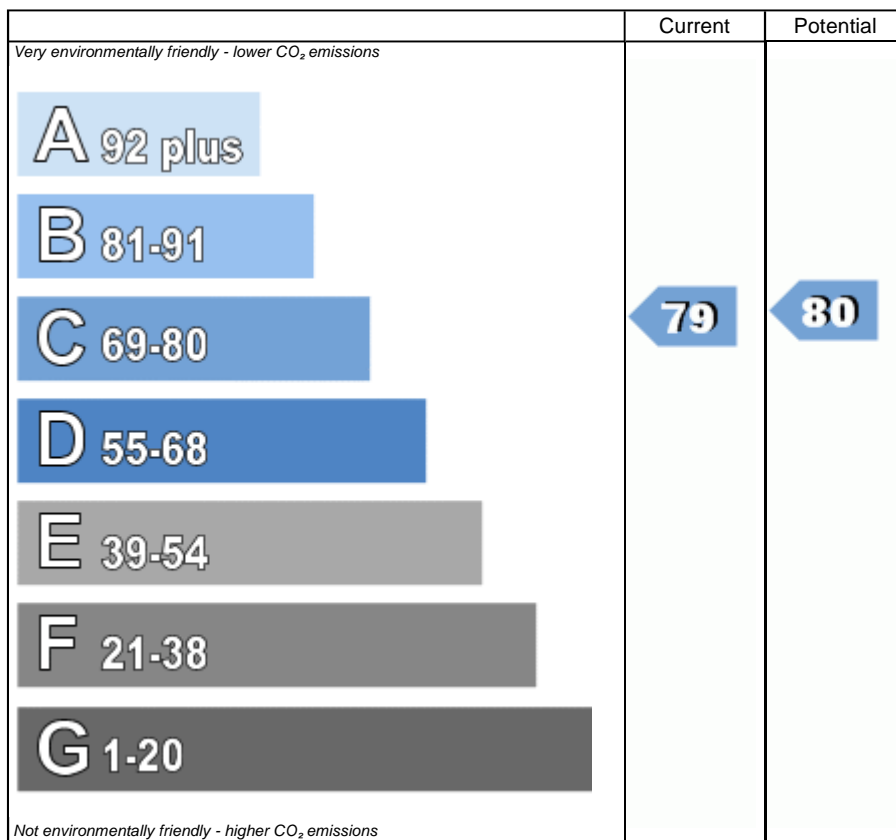 Current Potential
Very environmentally friendly - lower CO₂ emissions
A 92 plus
B 81-91
C 69-80
79 80
D 55-68
E 39-54
F 21-38
G 1-20
Not environmentally friendly - higher CO₂ emissions